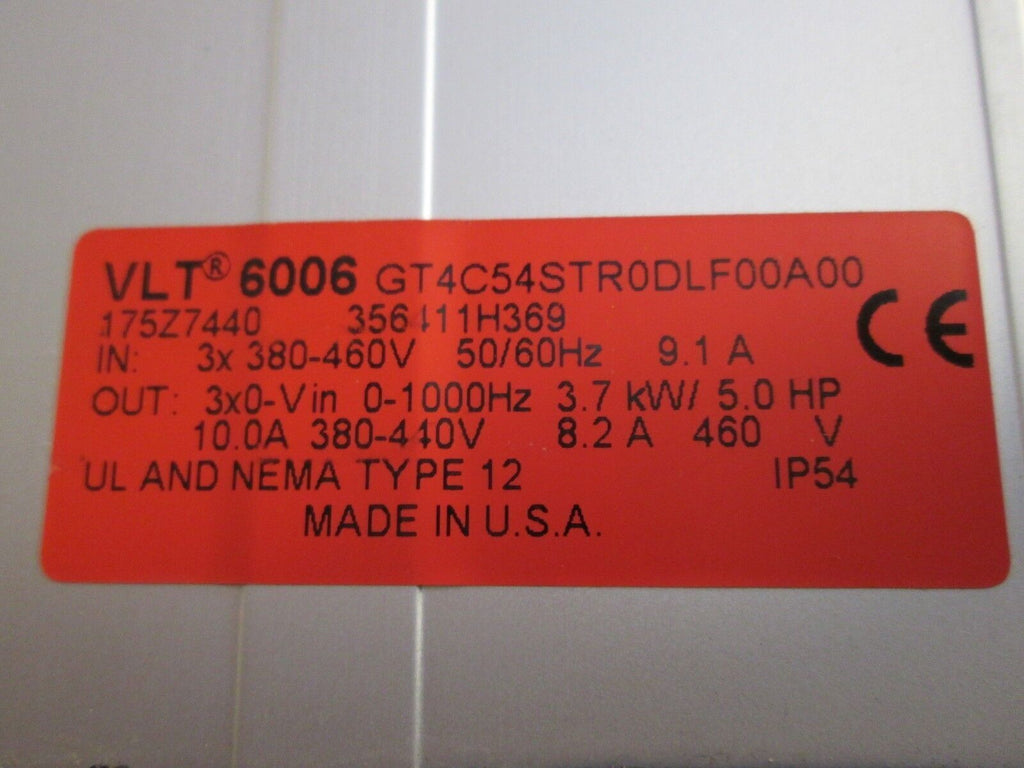 VLT® 6006 GT4C54STR0DLF00A00
175Z7440 356411H369
IN: 3x 380-460V 50/60Hz 9.1 A
OUT: 3x0-Vin 0-1000Hz 3.7 kW/ 5.0 HP
10.0A 380-440V 8.2 A 460 V
UL AND NEMA TYPE 12 IP54
MADE IN U.S.A.
CE